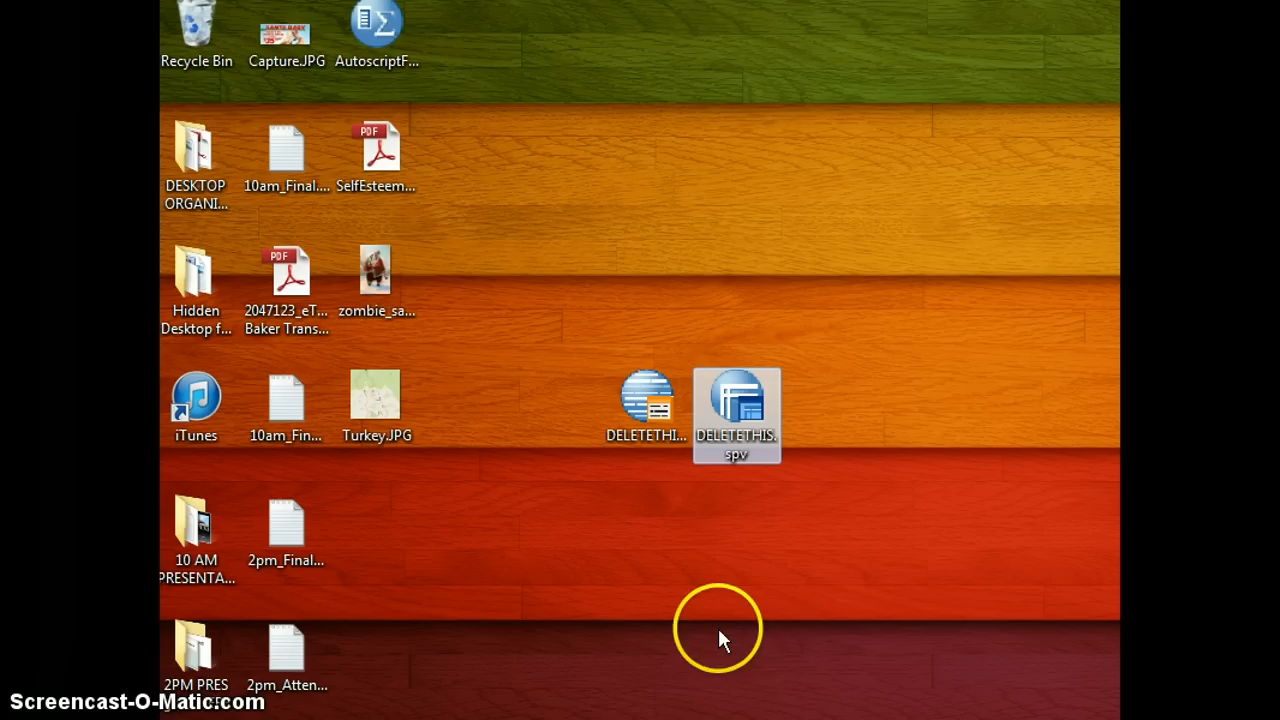 Recycle Bin
Capture.JPG
AutoscriptF...
DESKTOP
ORGANI...
10am_Final....
PDF
SelfEsteem...
Hidden
Desktop f...
PDF
2047123_eT...
Baker Trans...
zombie_sa...
iTunes
10am_Fin...
Turkey.JPG
DELETETHI...
DELETETHIS.
spv
10 AM
PRESENTA...
2pm_Final...
2PM PRES
2pm_Atten...
Screencast-O-Matic.com